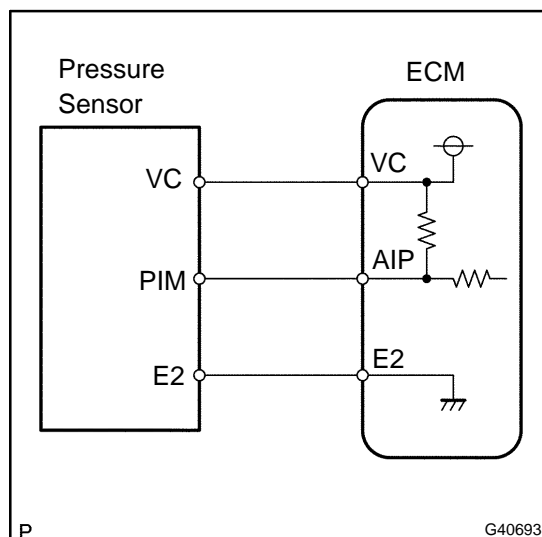 Pressure
Sensor
ECM
VC
VC
PIM
AIP
E2
E2
P
G40693